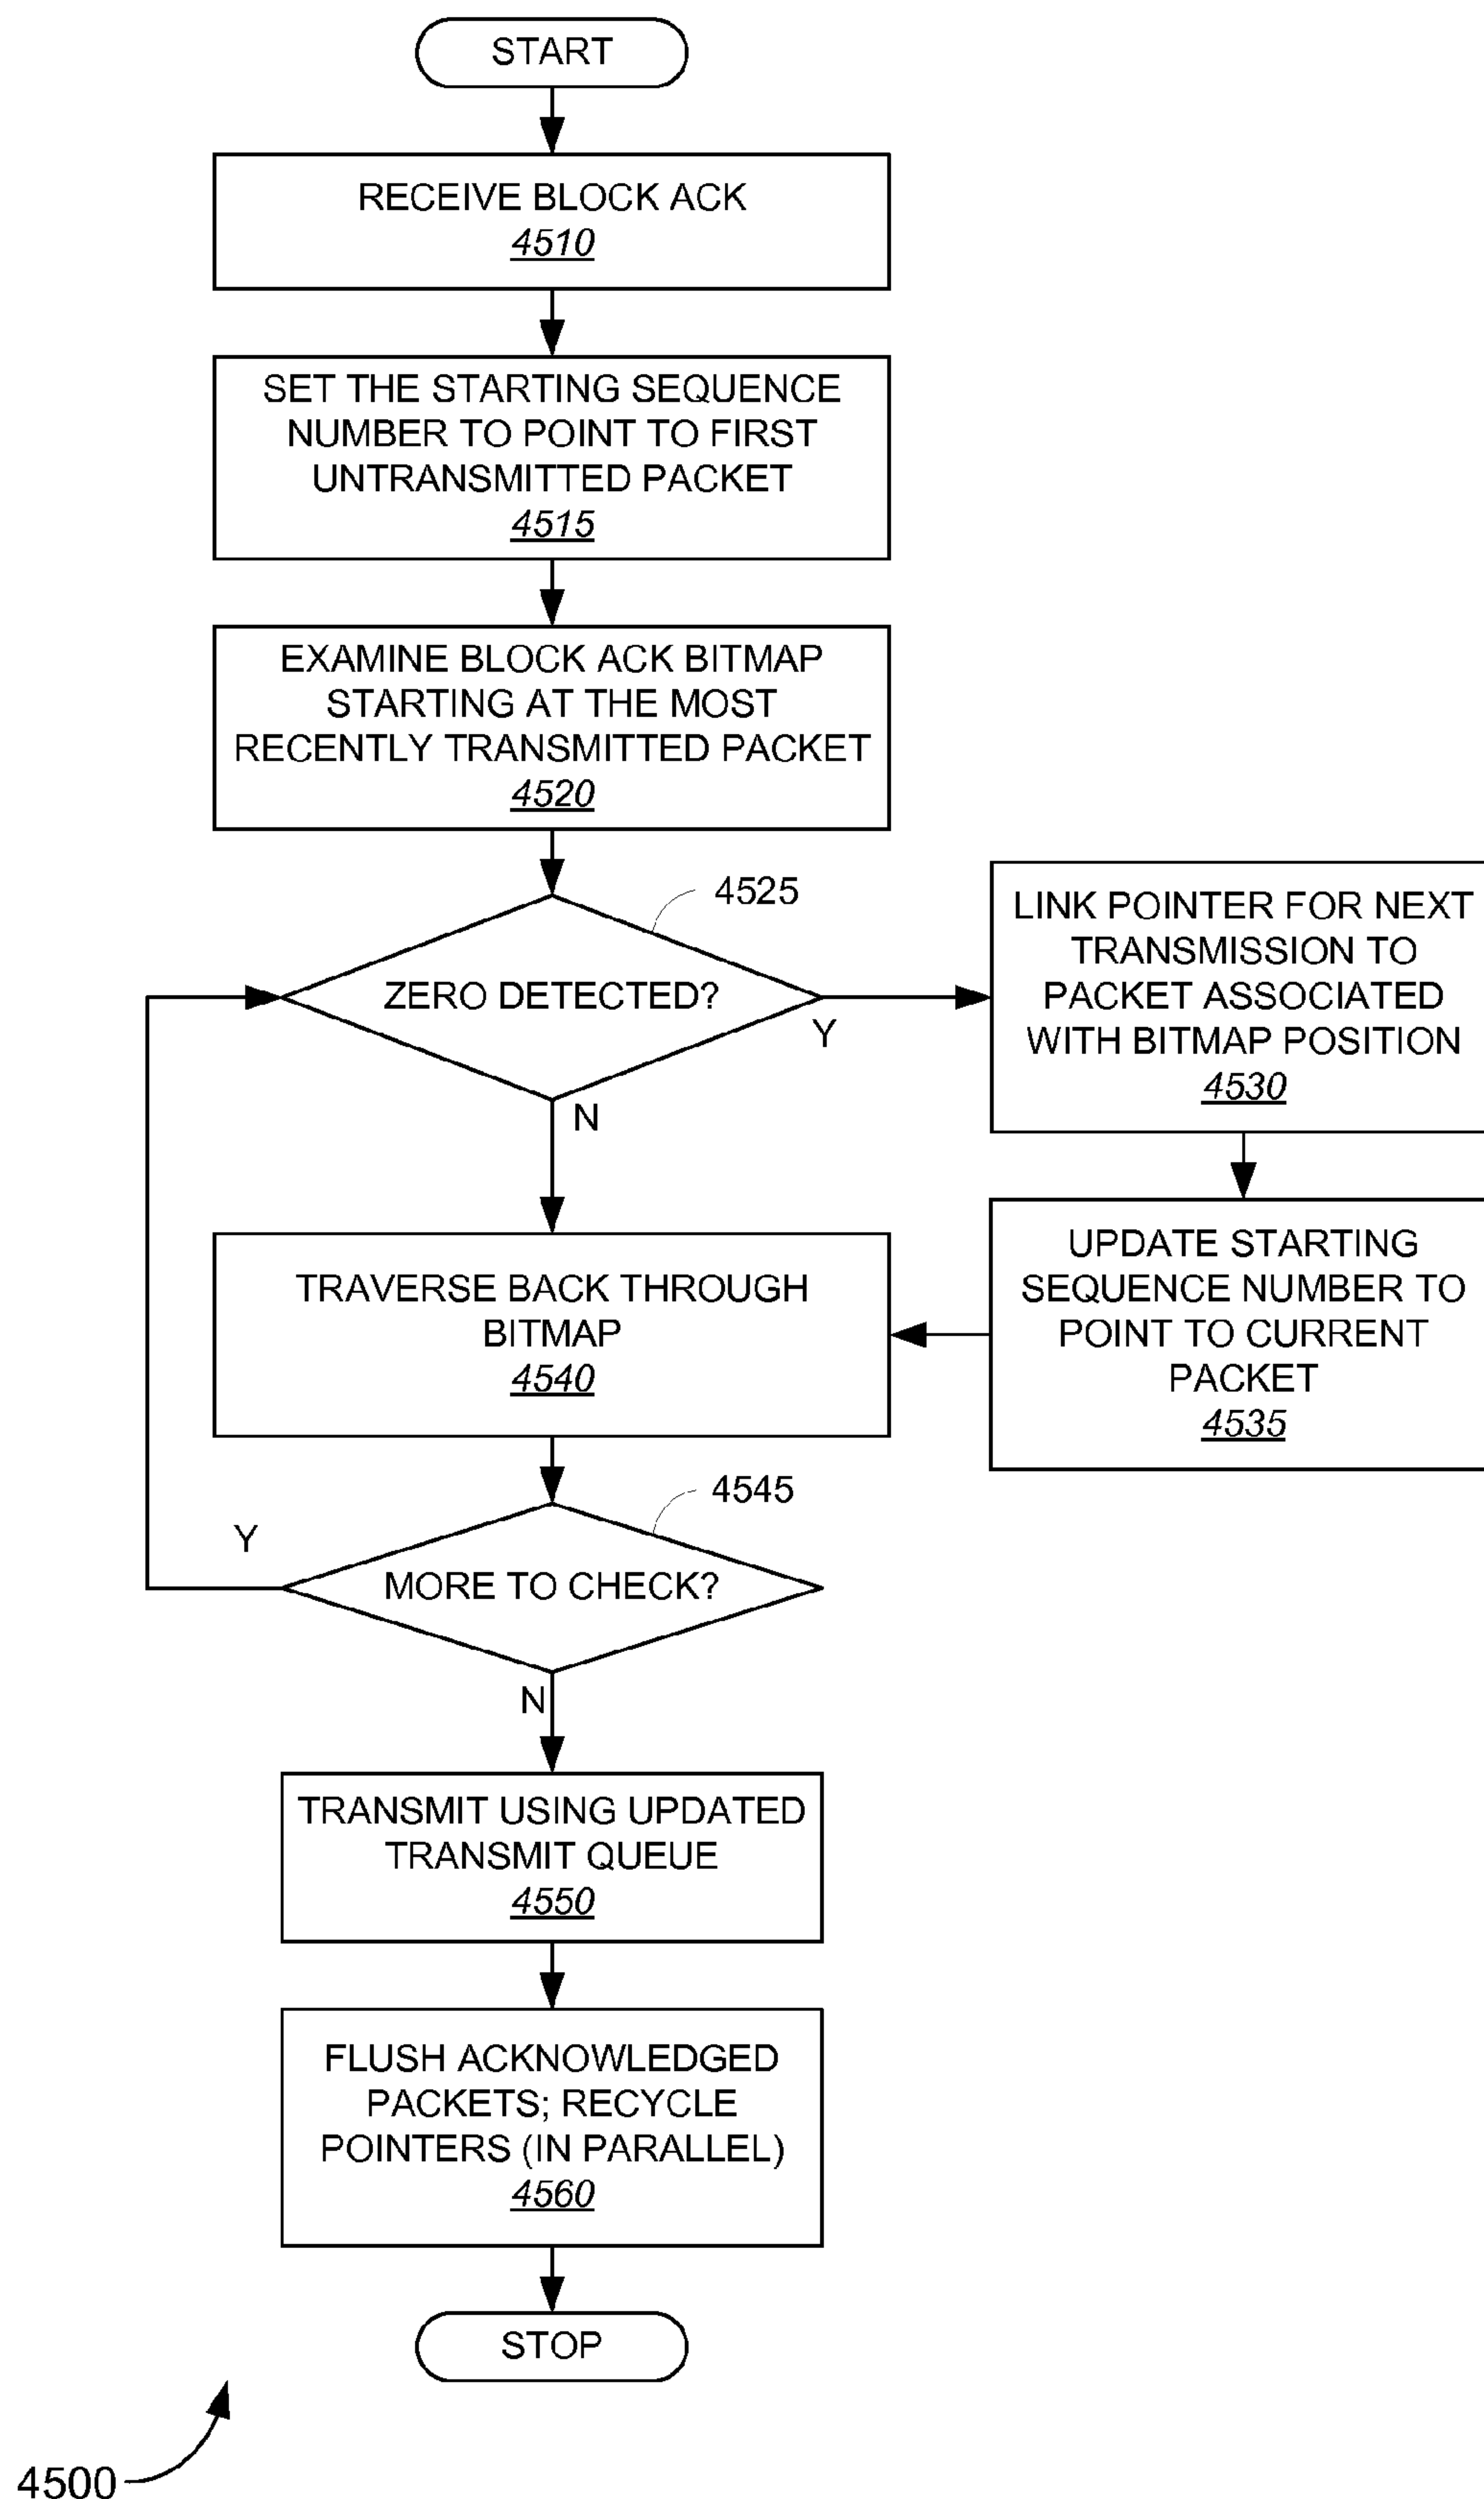 START
RECEIVE BLOCK ACK
4510
SET THE STARTING SEQUENCE
NUMBER TO POINT TO FIRST
UNTRANSMITTED PACKET
4515
EXAMINE BLOCK ACK BITMAP
STARTING AT THE MOST
RECENTLY TRANSMITTED PACKET
4520
4525
ZERO DETECTED?
Y
N
LINK POINTER FOR NEXT
TRANSMISSION TO
PACKET ASSOCIATED
WITH BITMAP POSITION
4530
UPDATE STARTING
SEQUENCE NUMBER TO
POINT TO CURRENT
PACKET
4535
TRAVERSE BACK THROUGH
BITMAP
4540
4545
Y
MORE TO CHECK?
N
TRANSMIT USING UPDATED
TRANSMIT QUEUE
4550
FLUSH ACKNOWLEDGED
PACKETS; RECYCLE
POINTERS (IN PARALLEL)
4560
STOP
4500